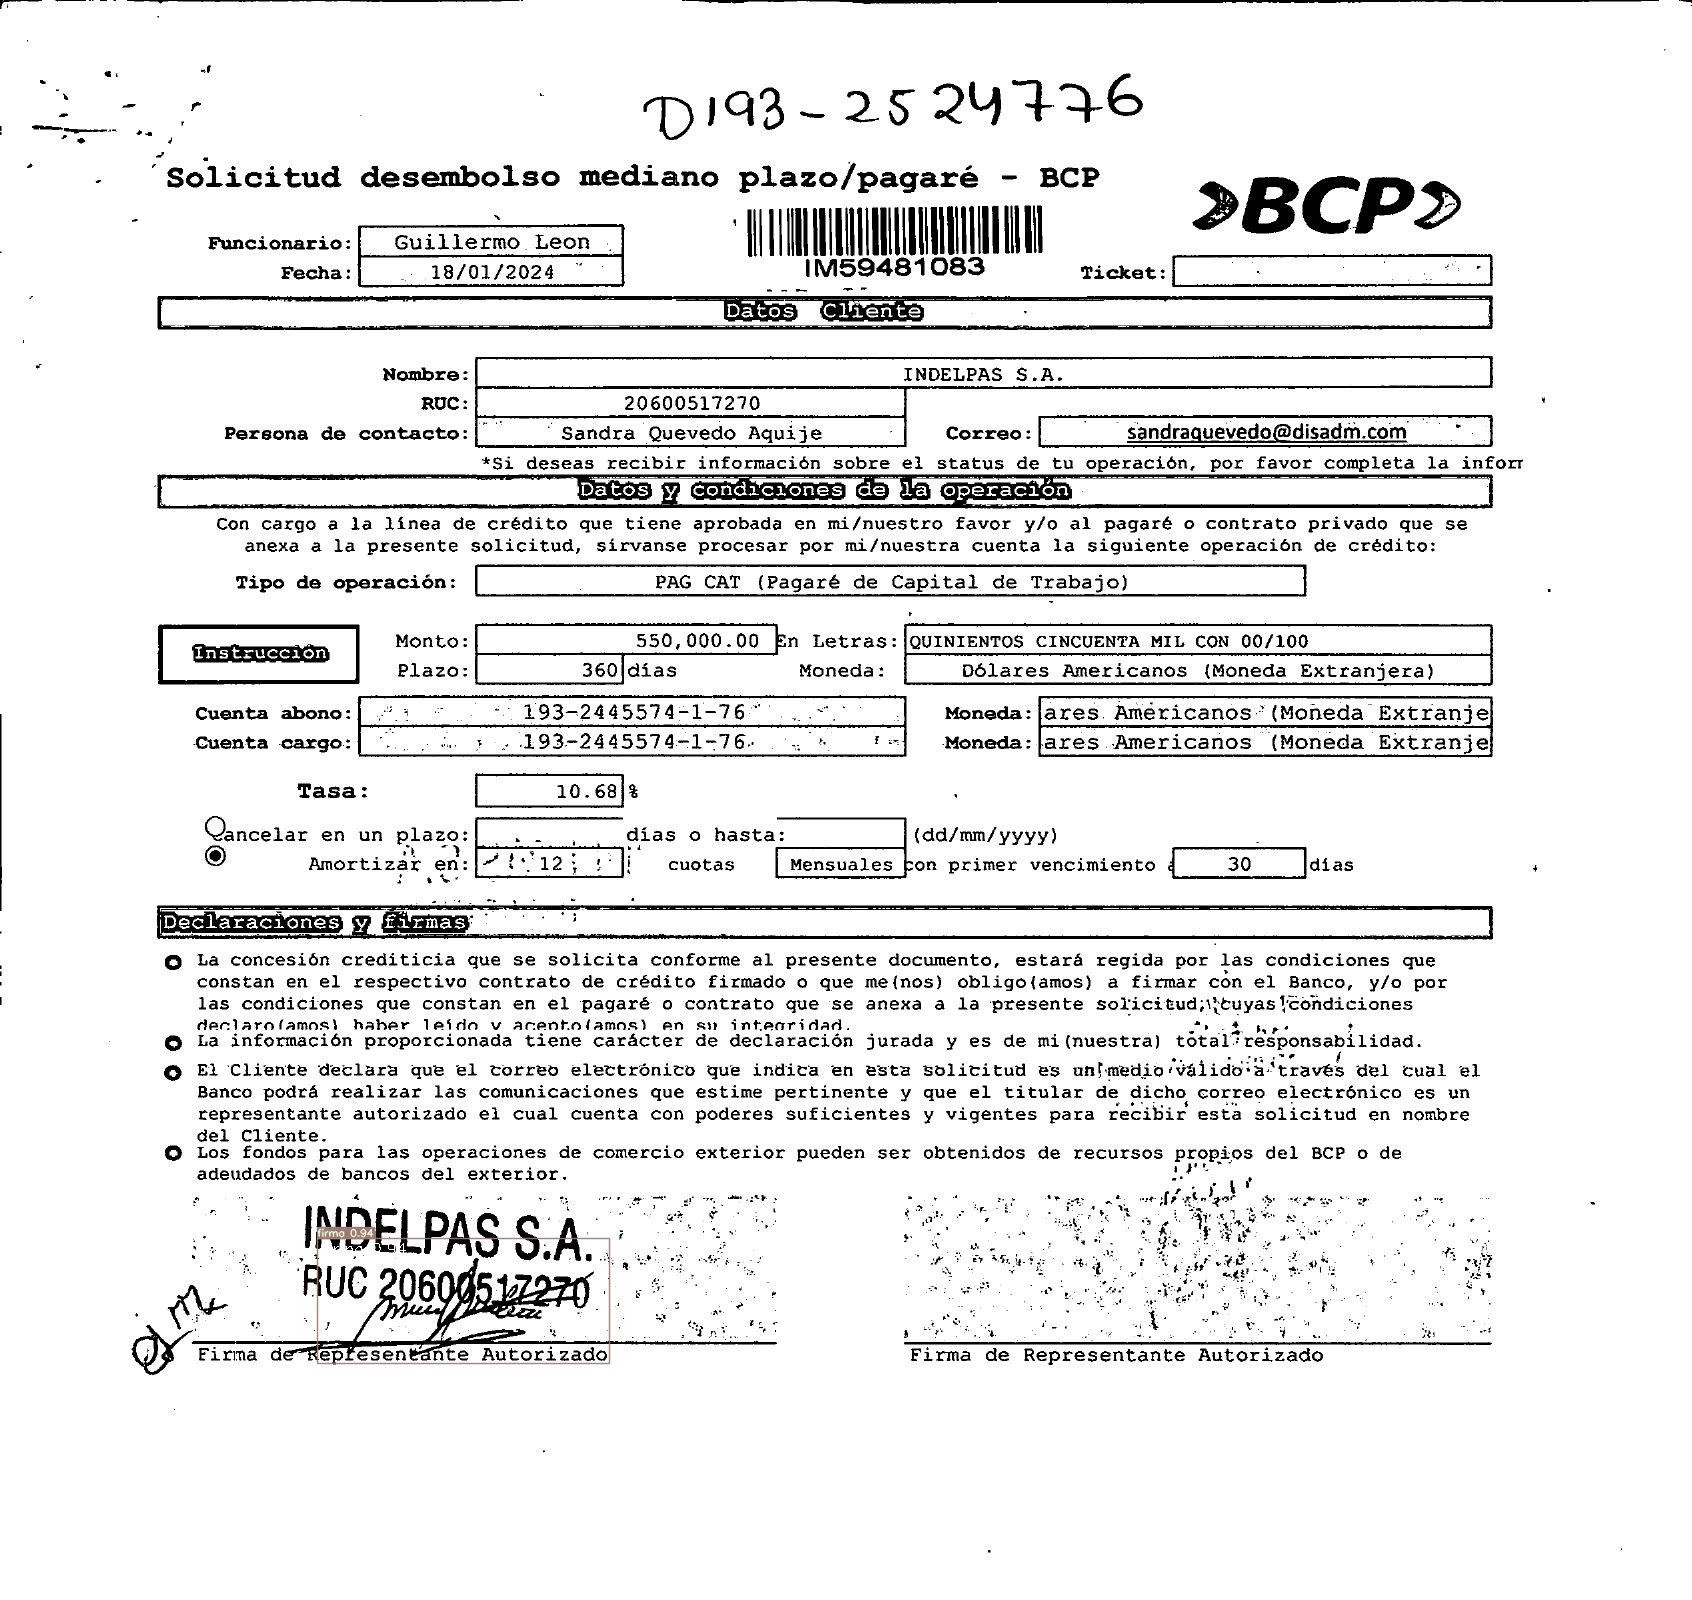 D193-2524776
Solicitud desembolso mediano plazo/pagaré - BCP
BCP
Funcionario: Guillermo Leon
Fecha: 18/01/2024
IM59481083
Ticket:
Datos Cliente
Nombre: INDELPAS S.A.
RUC: 20600517270
Persona de contacto: Sandra Quevedo Aquije Correo: sandraquevedo@disadm.com
*Si deseas recibir información sobre el status de tu operación, por favor completa la inforr
Datos y condiciones de la operación
Con cargo a la línea de crédito que tiene aprobada en mi/nuestro favor y/o al pagaré o contrato privado que se
anexa a la presente solicitud, sirvanse procesar por mi/nuestra cuenta la siguiente operación de crédito:
Tipo de operación: PAG CAT (Pagaré de Capital de Trabajo)
Instrucción
Monto: 550,000.00 En Letras: QUINIENTOS CINCUENTA MIL CON 00/100
Plazo: 360 días Moneda: Dólares Americanos (Moneda Extranjera)
Cuenta abono: 193-2445574-1-76 Moneda: ares Americanos (Moneda Extranje
Cuenta cargo: 193-2445574-1-76 Moneda: ares Americanos (Moneda Extranje
Tasa: 10.68 %
Cancelar en un plazo: días o hasta: (dd/mm/yyyy)
Amortizar en: 12 cuotas Mensuales con primer vencimiento a 30 días
Declaraciones y firmas
La concesión crediticia que se solicita conforme al presente documento, estará regida por las condiciones que
constan en el respectivo contrato de crédito firmado o que me(nos) obligo(amos) a firmar con el Banco, y/o por
las condiciones que constan en el pagaré o contrato que se anexa a la presente solicitud, cuyas condiciones
declaro(amos) haber leído y acepto(amos) en su integridad.
La información proporcionada tiene carácter de declaración jurada y es de mi(nuestra) total responsabilidad.
El Cliente declara que el correo electrónico que indica en esta solicitud es un medio válido a través del cual el
Banco podrá realizar las comunicaciones que estime pertinente y que el titular de dicho correo electrónico es un
representante autorizado el cual cuenta con poderes suficientes y vigentes para recibir esta solicitud en nombre
del Cliente.
Los fondos para las operaciones de comercio exterior pueden ser obtenidos de recursos propios del BCP o de
adeudados de bancos del exterior.
INDELPAS S.A.
firma 0.94
RUC 20600517270
Firma de Representante Autorizado
Firma de Representante Autorizado